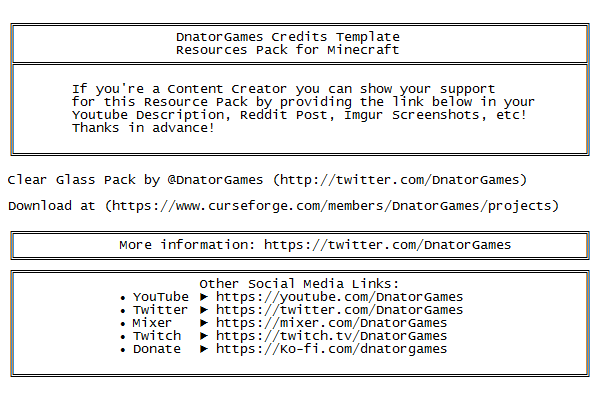 DnatorGames Credits Template
Resources Pack for Minecraft
If you're a Content Creator you can show your support
for this Resource Pack by providing the link below in your
Youtube Description, Reddit Post, Imgur Screenshots, etc!
Thanks in advance!
Clear Glass Pack by @DnatorGames (http://twitter.com/DnatorGames)
Download at (https://www.curseforge.com/members/DnatorGames/projects)
More information: https://twitter.com/DnatorGames
Other Social Media Links:
• YouTube ► https://youtube.com/DnatorGames
• Twitter ► https://twitter.com/DnatorGames
• Mixer ► https://mixer.com/DnatorGames
• Twitch ► https://twitch.tv/DnatorGames
• Donate ► https://Ko-fi.com/dnatorgames